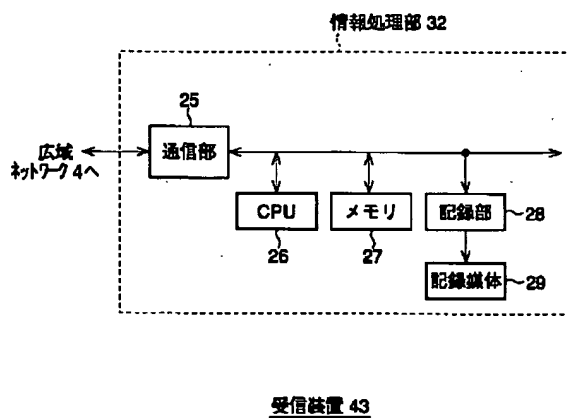 情報処理部 32
25
通信部
広域
ネットワーク 4へ
CPU
メモリ
記録部
28
26
27
記録媒体
29
受信装置 43